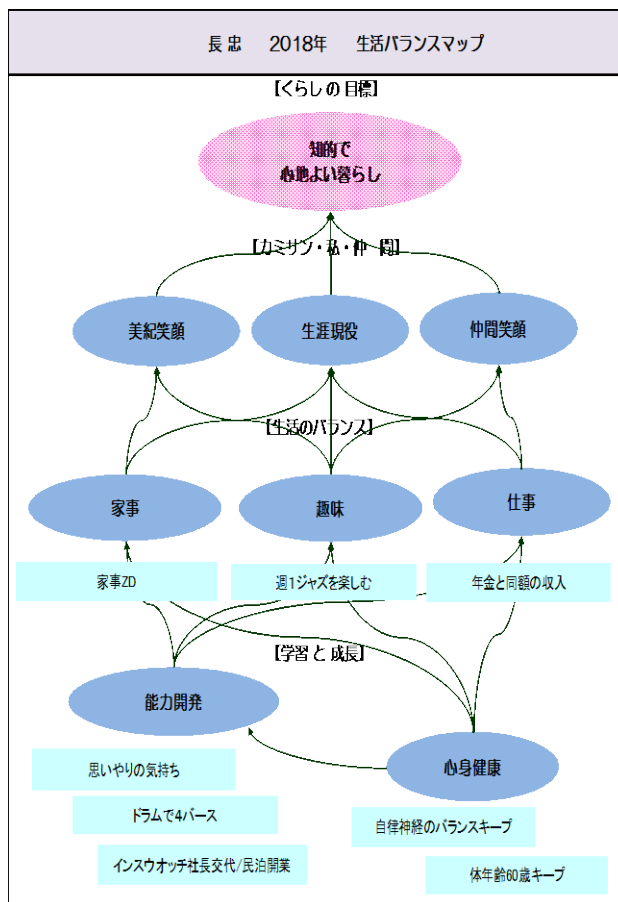 長 忠　2018年　生活バランスマップ
【くらしの目標】
知的で
心地よい暮らし
【カミサン・私・仲間】
美紀笑顔
生涯現役
仲間笑顔
【生活のバランス】
家事
趣味
仕事
家事ZD
週1ジャズを楽しむ
年金と同額の収入
【学習と成長】
能力開発
心身健康
思いやりの気持ち
ドラムで4バース
自律神経のバランスキープ
インスウオッチ社長交代/民泊開業
体年齢60歳キープ